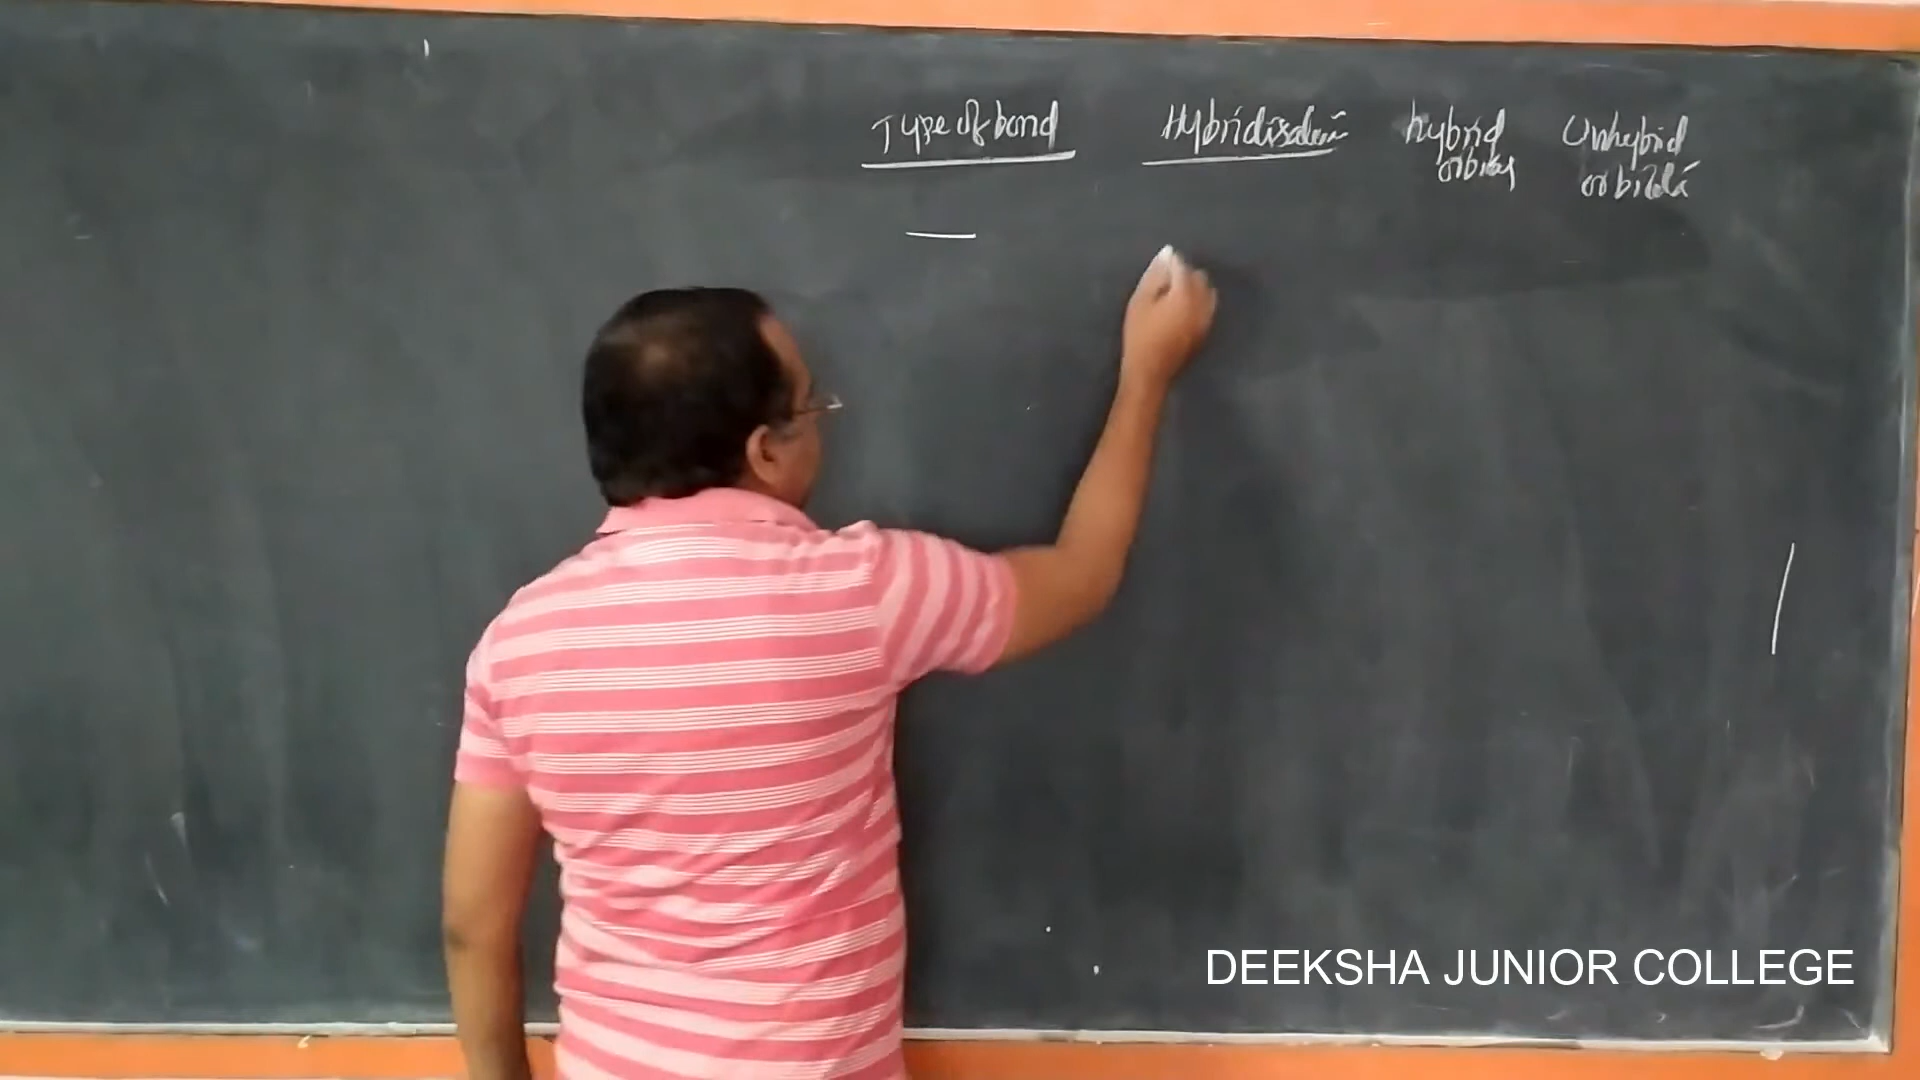 Type of bond
Hybridisation
hybrid
orbitals
Unhybrid
orbitals
DEEKSHA JUNIOR COLLEGE